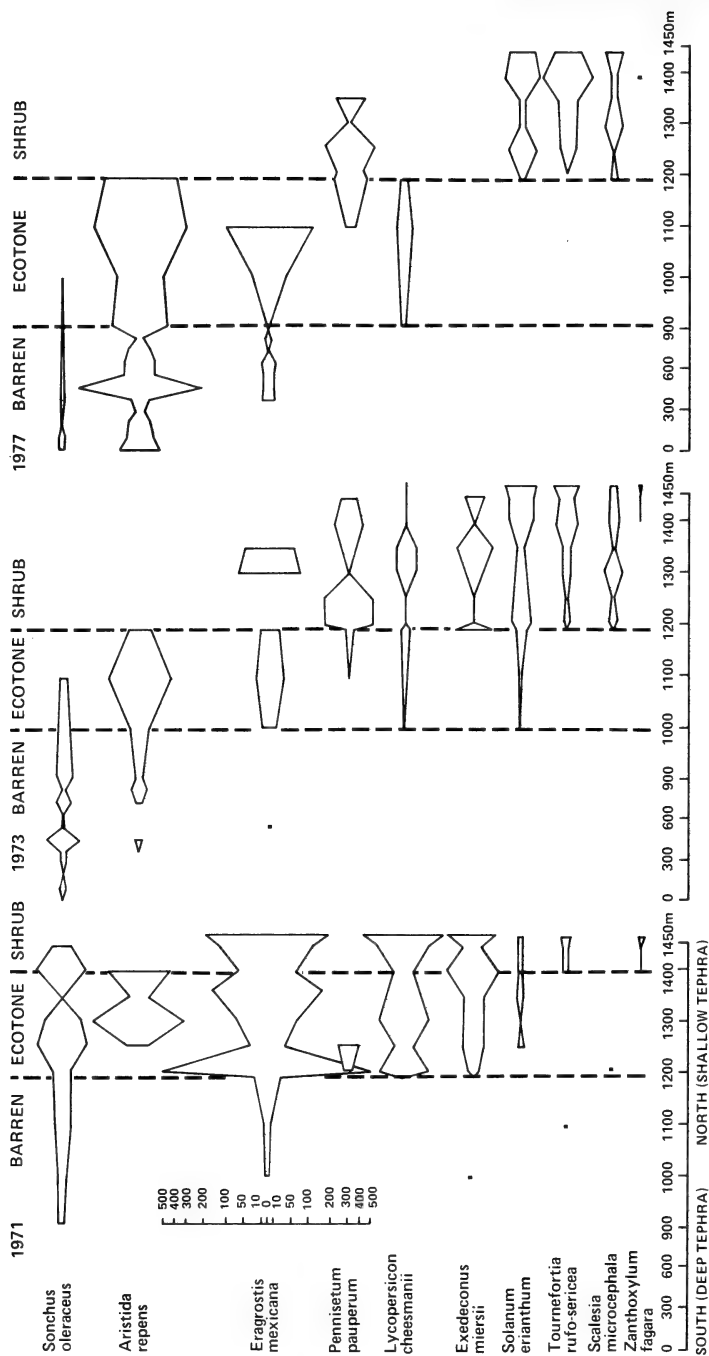 1971 BARREN ECOTONE SHRUB
1973 BARREN ECOTONE SHRUB
1977 BARREN ECOTONE SHRUB
Sonchus
oleraceus
Aristida
repens
Eragrostis
mexicana
500
400
300
200
100
50
10
0
10
50
100
200
300
400
500
Pennisetum
pauperum
Lycopersicon
cheesmanii
Exedeconus
miersii
Solanum
erianthum
Tournefortia
rufo-sericea
Scalesia
microcephala
Zanthoxylum
fagara
0 300 600 900 1000 1100 1200 1300 1400 1450m
0 300 600 900 1000 1100 1200 1300 1400 1450m
0 300 600 900 1000 1100 1200 1300 1400 1450m
SOUTH (DEEP TEPHRA) NORTH (SHALLOW TEPHRA)